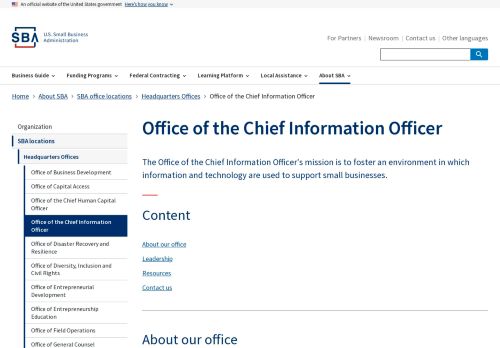 An official website of the United States government Here's how you know
SBA U.S. Small Business
Administration
For Partners Newsroom Contact us Other languages
Business Guide Funding Programs Federal Contracting Learning Platform Local Assistance About SBA
Home About SBA SBA office locations Headquarters Offices Office of the Chief Information Officer
Organization
SBA locations
Headquarters Offices
Office of Business Development
Office of Capital Access
Office of the Chief Human Capital
Officer
Office of the Chief Information
Officer
Office of Disaster Recovery and
Resilience
Office of Diversity, Inclusion and
Civil Rights
Office of Entrepreneurial
Development
Office of Entrepreneurship
Education
Office of Field Operations
Office of General Counsel
Office of the Chief Information Officer
The Office of the Chief Information Officer's mission is to foster an environment in which
information and technology are used to support small businesses.
Content
About our office
Leadership
Resources
Contact us
About our office